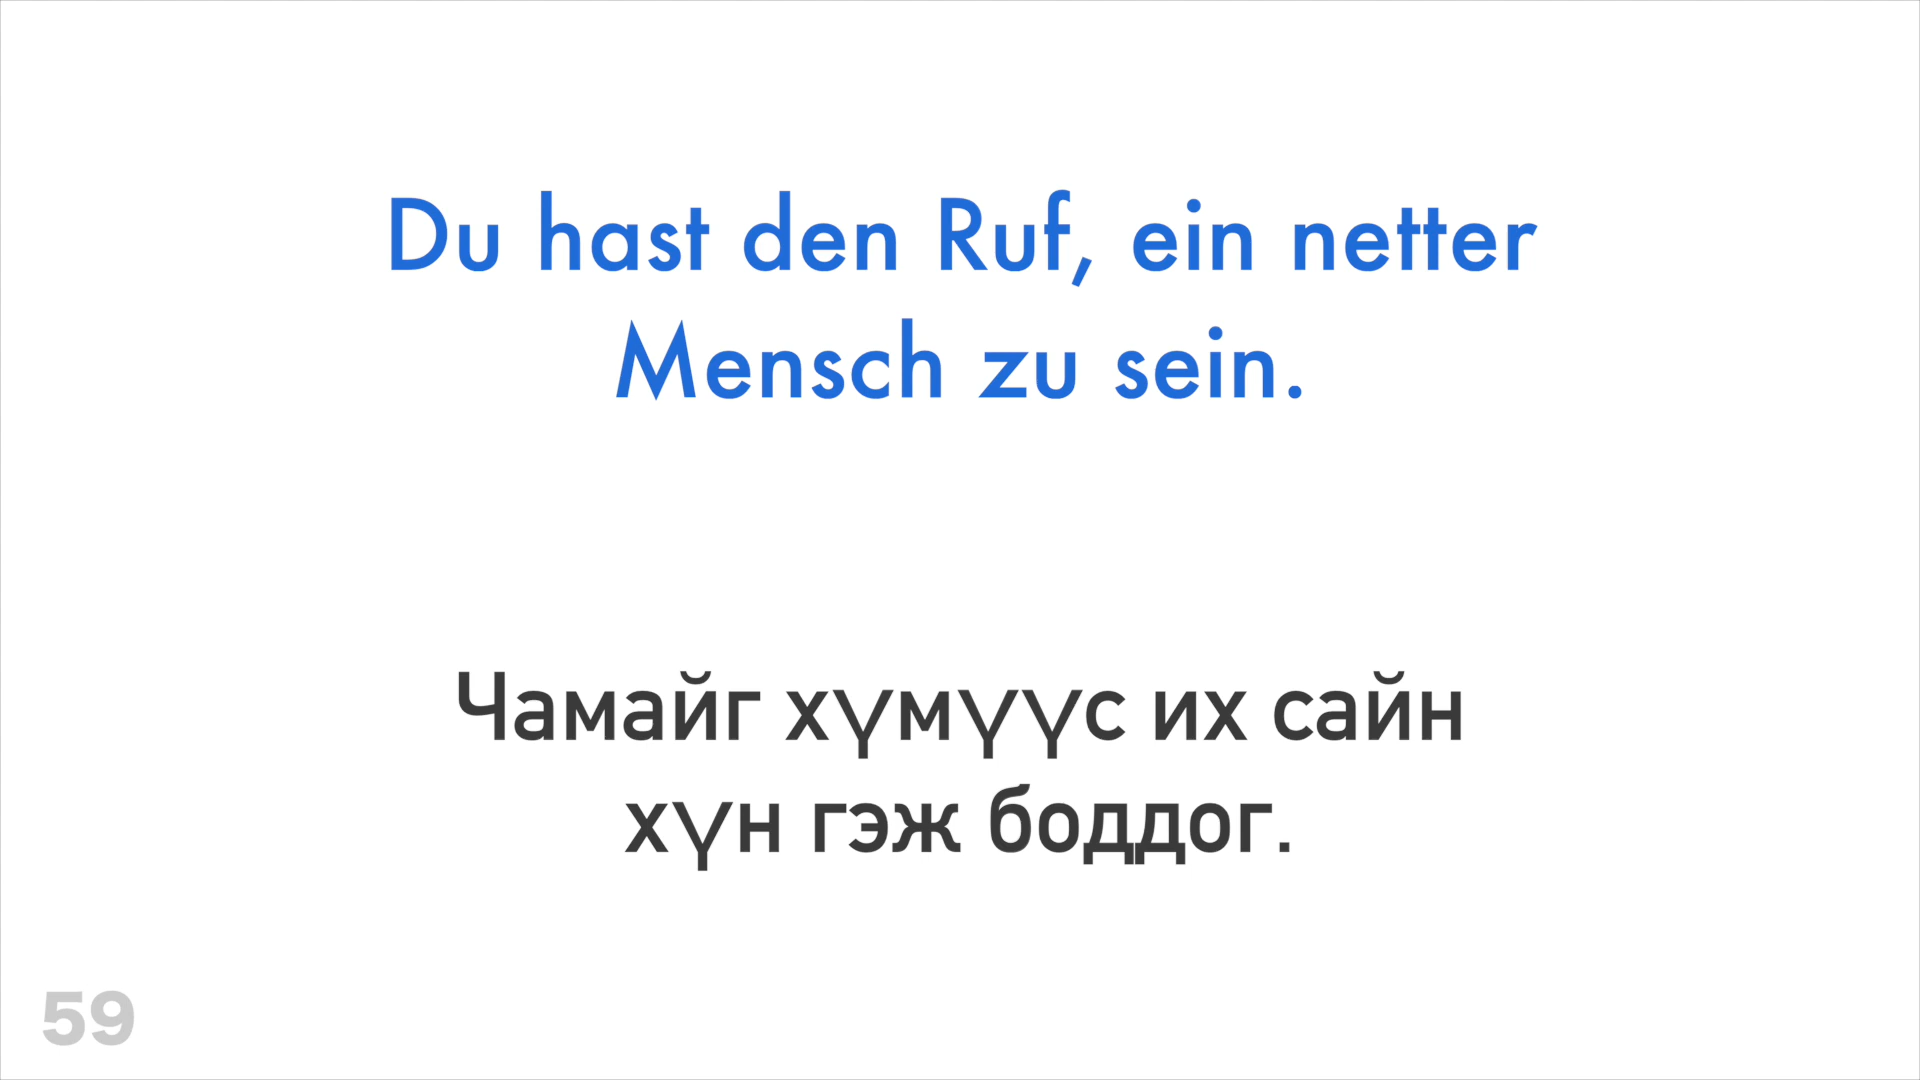 Du hast den Ruf, ein netter
Mensch zu sein.
Чамайг хүмүүс их сайн
хүн гэж боддог.
59